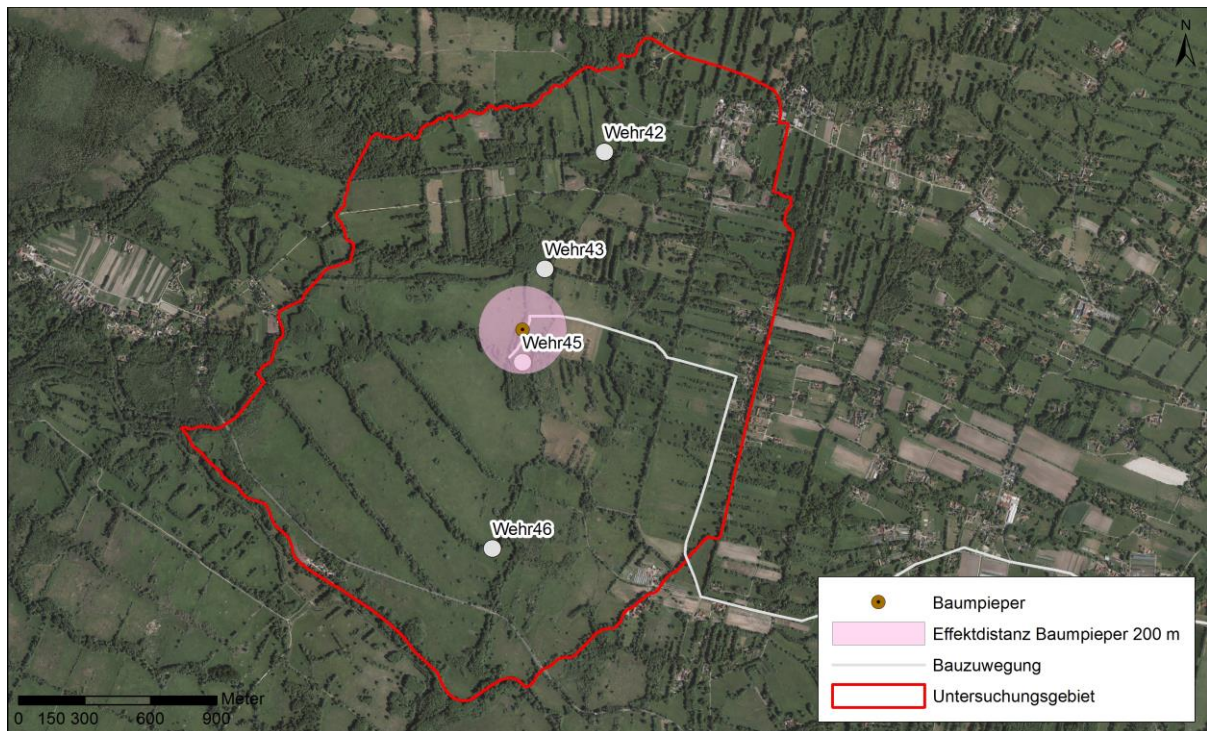 N
Wehr42
Wehr43
Wehr45
Wehr46
Baumpieper
Effektdistanz Baumpieper 200 m
Bauzuwegung
Untersuchungsgebiet
Meter
0 150 300 600 900